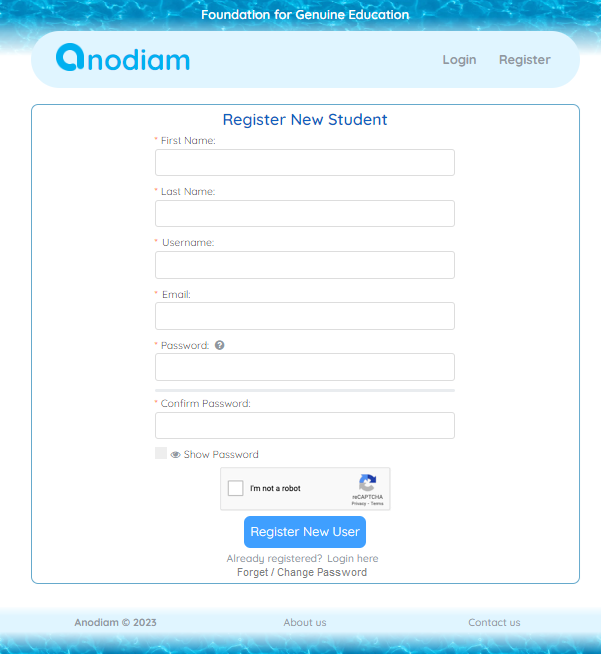 Foundation for Genuine Education
anodiam
Login Register
Register New Student
* First Name:
* Last Name:
* Username:
* Email:
* Password:
* Confirm Password:
Show Password
I'm not a robot
reCAPTCHA
Privacy - Terms
Register New User
Already registered? Login here
Forget / Change Password
Anodiam © 2023 About us Contact us